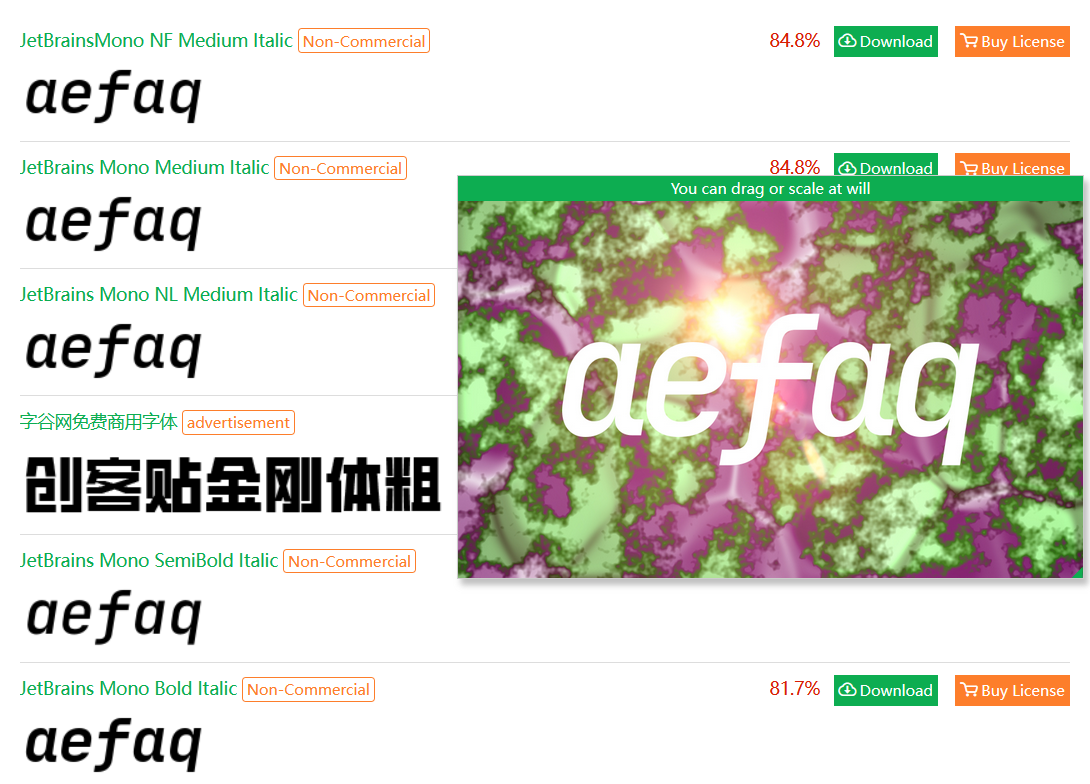 JetBrainsMono NF Medium Italic Non-Commercial 84.8% Download Buy License
aefaq
JetBrains Mono Medium Italic Non-Commercial 84.8% Download Buy License
You can drag or scale at will
aefaq
JetBrains Mono NL Medium Italic Non-Commercial
aefaq
aefaq
字谷网免费商用字体 advertisement
创客贴金刚体粗
JetBrains Mono SemiBold Italic Non-Commercial
aefaq
JetBrains Mono Bold Italic Non-Commercial 81.7% Download Buy License
aefaq